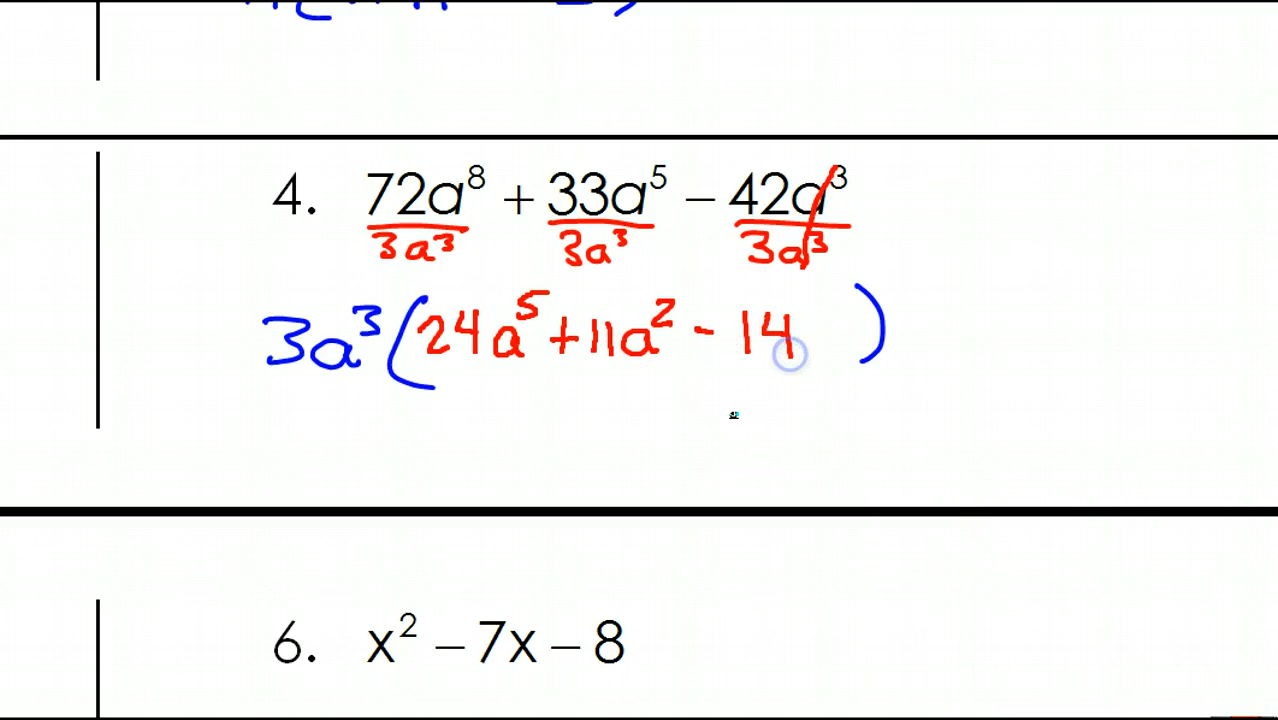 4. 72a⁸ + 33a⁵ − 42a³
3a³ 3a³ 3a³
3a³(24a⁵ + 11a² - 14)
6. x² − 7x − 8